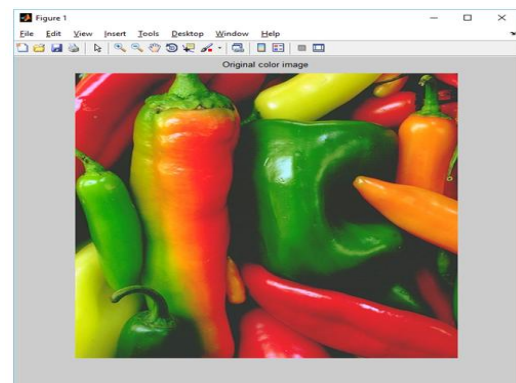 Figure 1
File Edit View Insert Tools Desktop Window Help
Original color image